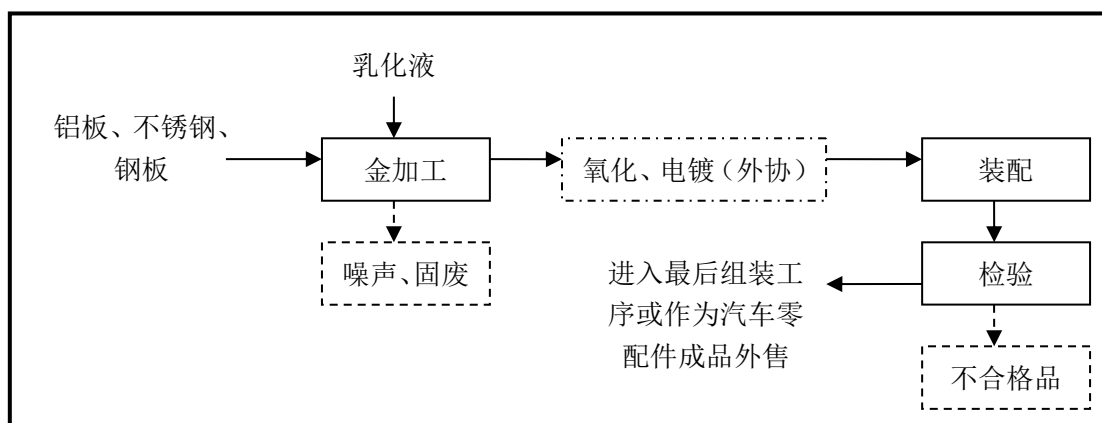 乳化液
铝板、不锈钢、
钢板
金加工
氧化、电镀（外协）
装配
噪声、固废
检验
进入最后组装工
序或作为汽车零
配件成品外售
不合格品